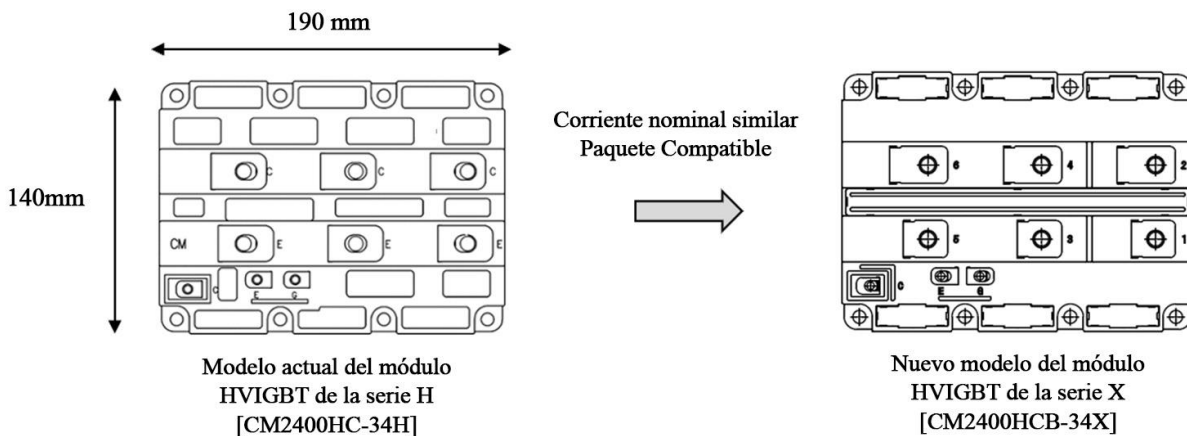 190 mm
140mm
C C C
CM E E E
C E G
Corriente nominal similar
Paquete Compatible
6 4 2
5 3 1
C E G
Modelo actual del módulo
HVIGBT de la serie H
[CM2400HC-34H]
Nuevo modelo del módulo
HVIGBT de la serie X
[CM2400HCB-34X]